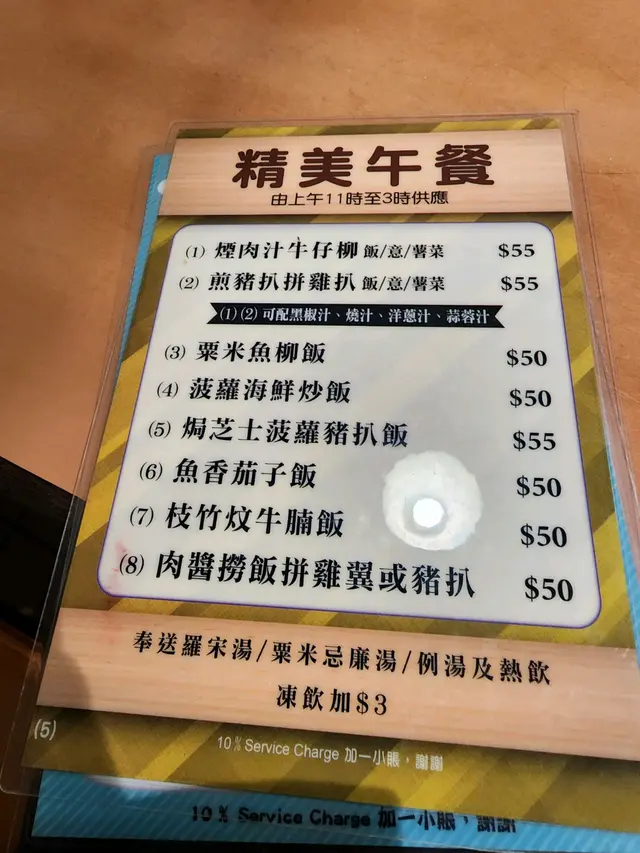 精美午餐
由上午11時至3時供應
(1) 煙肉汁牛仔柳 飯/意/薯菜 $55
(2) 煎豬扒拼雞扒 飯/意/薯菜 $55
(1) (2) 可配黑椒汁、燒汁、洋蔥汁、蒜蓉汁
(3) 粟米魚柳飯 $50
(4) 菠蘿海鮮炒飯 $50
(5) 焗芝士菠蘿豬扒飯 $55
(6) 魚香茄子飯 $50
(7) 枝竹炆牛腩飯 $50
(8) 肉醬撈飯拼雞翼或豬扒 $50
奉送羅宋湯/粟米忌廉湯/例湯及熱飲
凍飲加$3
(5)
10%Service Charge 加一小賬，謝謝
10% Service Charge 加一小賬，謝謝